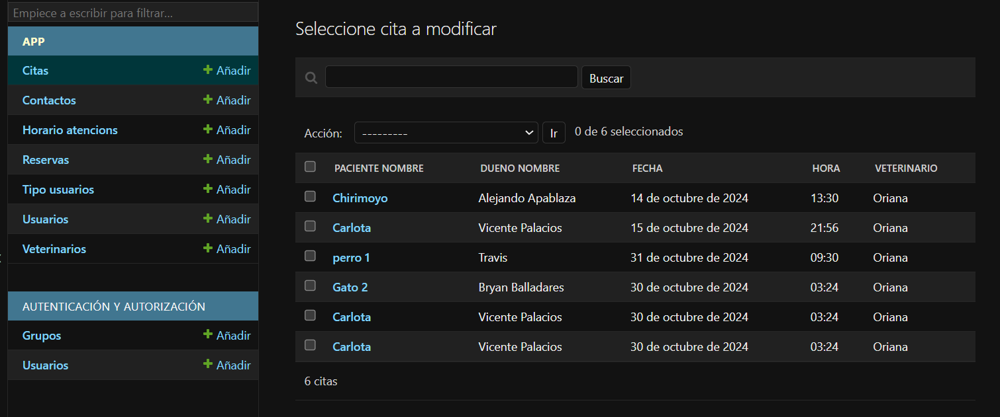 Empiece a escribir para filtrar...
APP
Citas Añadir
Contactos Añadir
Horario atencions Añadir
Reservas Añadir
Tipo usuarios Añadir
Usuarios Añadir
Veterinarios Añadir
AUTENTICACIÓN Y AUTORIZACIÓN
Grupos Añadir
Usuarios Añadir
Seleccione cita a modificar
Buscar
Acción: --------- Ir 0 de 6 seleccionados
PACIENTE NOMBRE DUENO NOMBRE FECHA HORA VETERINARIO
Chirimoyo Alejando Apablaza 14 de octubre de 2024 13:30 Oriana
Carlota Vicente Palacios 15 de octubre de 2024 21:56 Oriana
perro 1 Travis 31 de octubre de 2024 09:30 Oriana
Gato 2 Bryan Balladares 30 de octubre de 2024 03:24 Oriana
Carlota Vicente Palacios 30 de octubre de 2024 03:24 Oriana
Carlota Vicente Palacios 30 de octubre de 2024 03:24 Oriana
6 citas